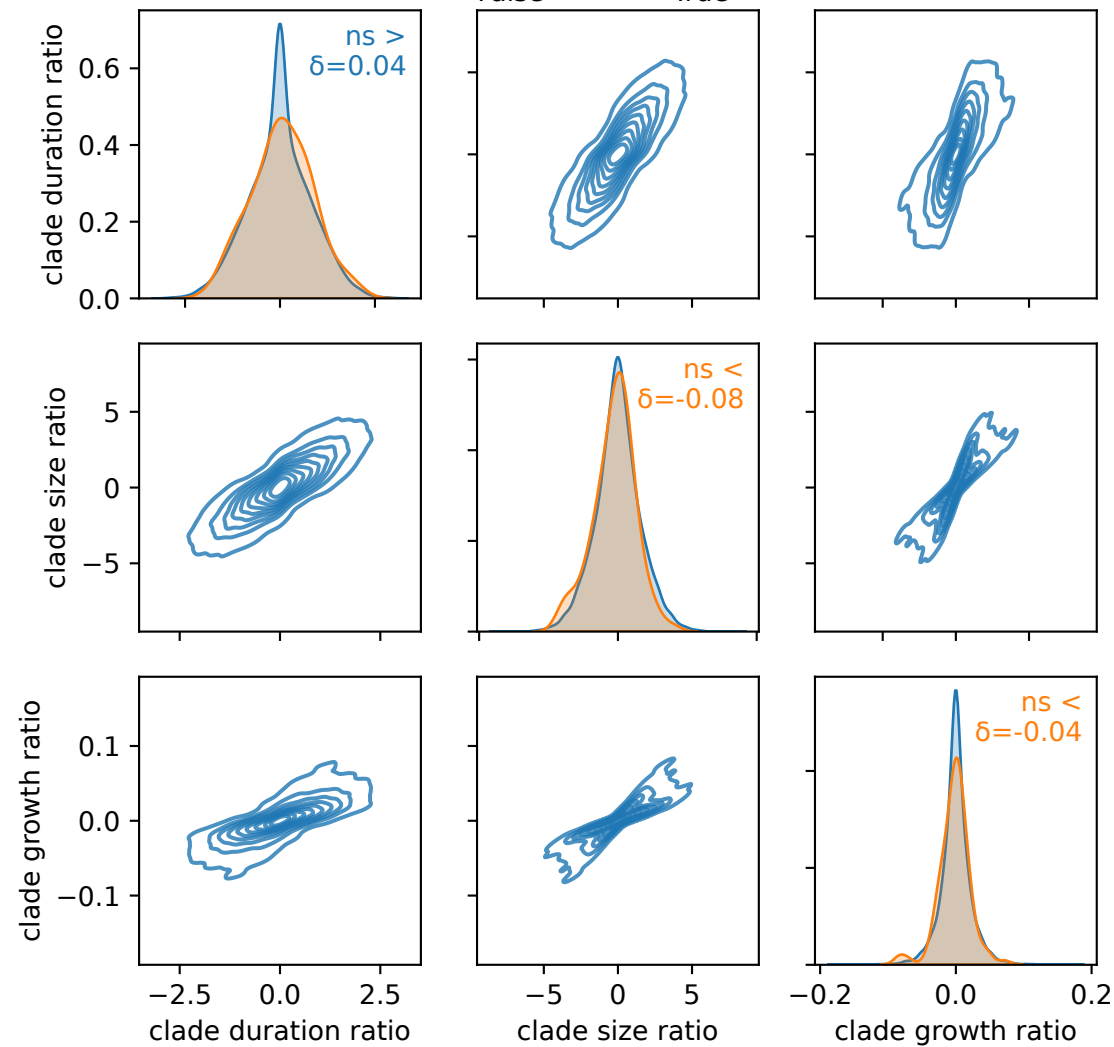 clade duration ratio
0.6
0.4
0.2
0.0
ns >
δ=0.04
clade size ratio
5
0
−5
ns <
δ=-0.08
clade growth ratio
0.1
0.0
−0.1
ns <
δ=-0.04
−2.5
0.0
2.5
−5
0
5
−0.2
0.0
0.2
clade duration ratio
clade size ratio
clade growth ratio